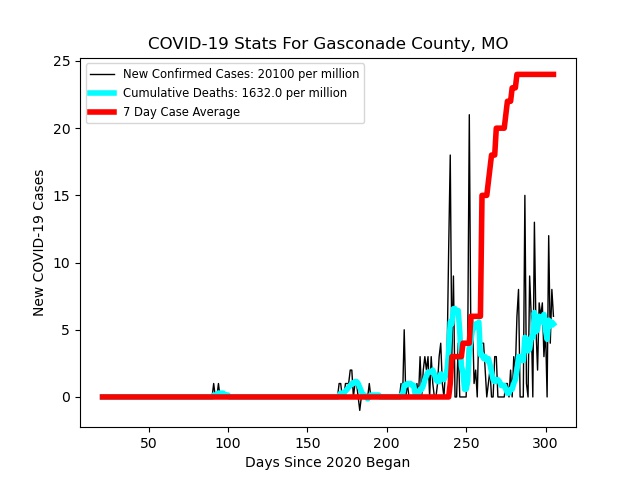 COVID-19 Stats For Gasconade County, MO
New Confirmed Cases: 20100 per million
Cumulative Deaths: 1632.0 per million
7 Day Case Average
New COVID-19 Cases
25
20
15
10
5
0
50 100 150 200 250 300
Days Since 2020 Began